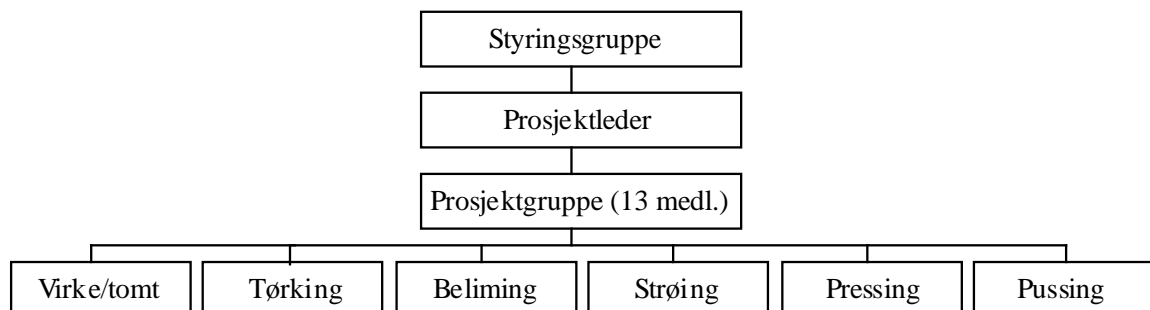 Styringsgruppe
Prosjektleder
Prosjektgruppe (13 medl.)
Virke/tomt
Tørking
Beliming
Strøing
Pressing
Pussing